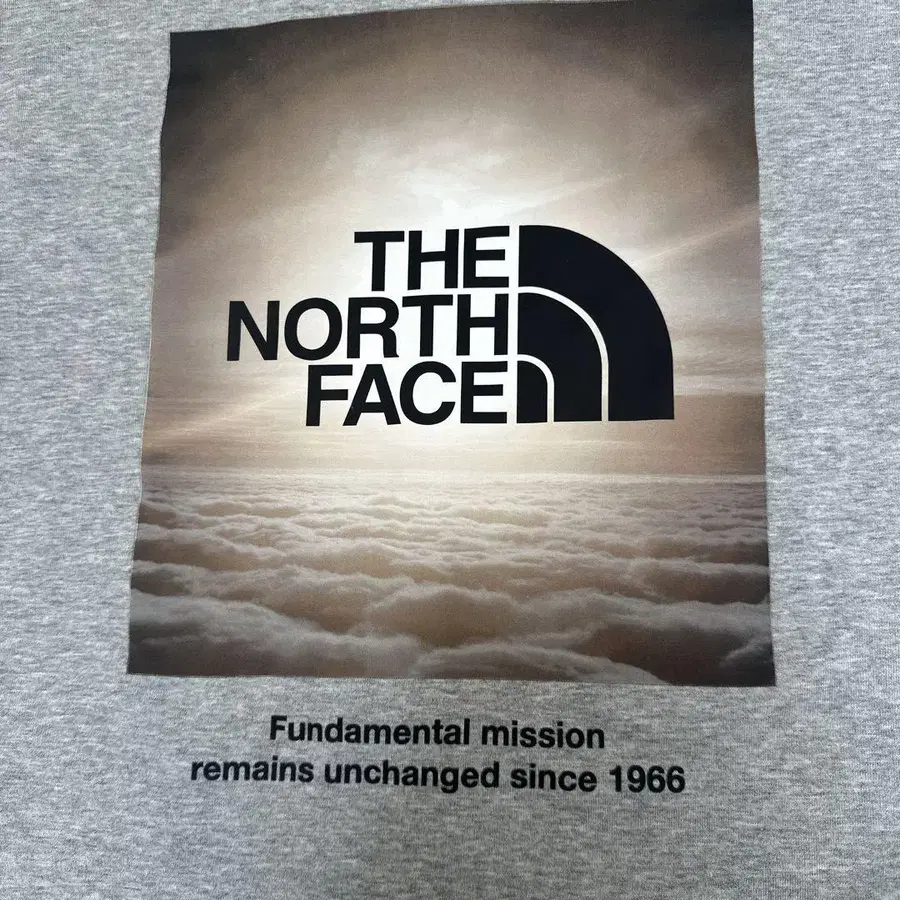 THE
NORTH
FACE
Fundamental mission
remains unchanged since 1966